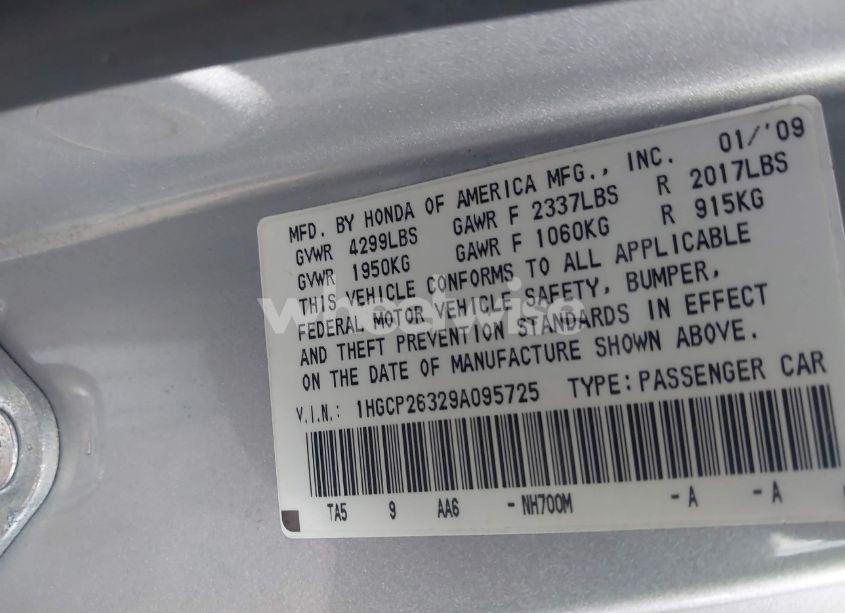 01/'09
MFD. BY HONDA OF AMERICA MFG., INC.
GVWR 4299LBS GAWR F 2337LBS R 2017LBS
GVWR 1950KG GAWR F 1060KG R 915KG
THIS VEHICLE CONFORMS TO ALL APPLICABLE
FEDERAL MOTOR VEHICLE SAFETY, BUMPER,
AND THEFT PREVENTION STANDARDS IN EFFECT
ON THE DATE OF MANUFACTURE SHOWN ABOVE.
V.I.N.: 1HGCP26329A095725 TYPE:PASSENGER CAR
TA5 9 AA6 -NH700M -A -A
wheelwise